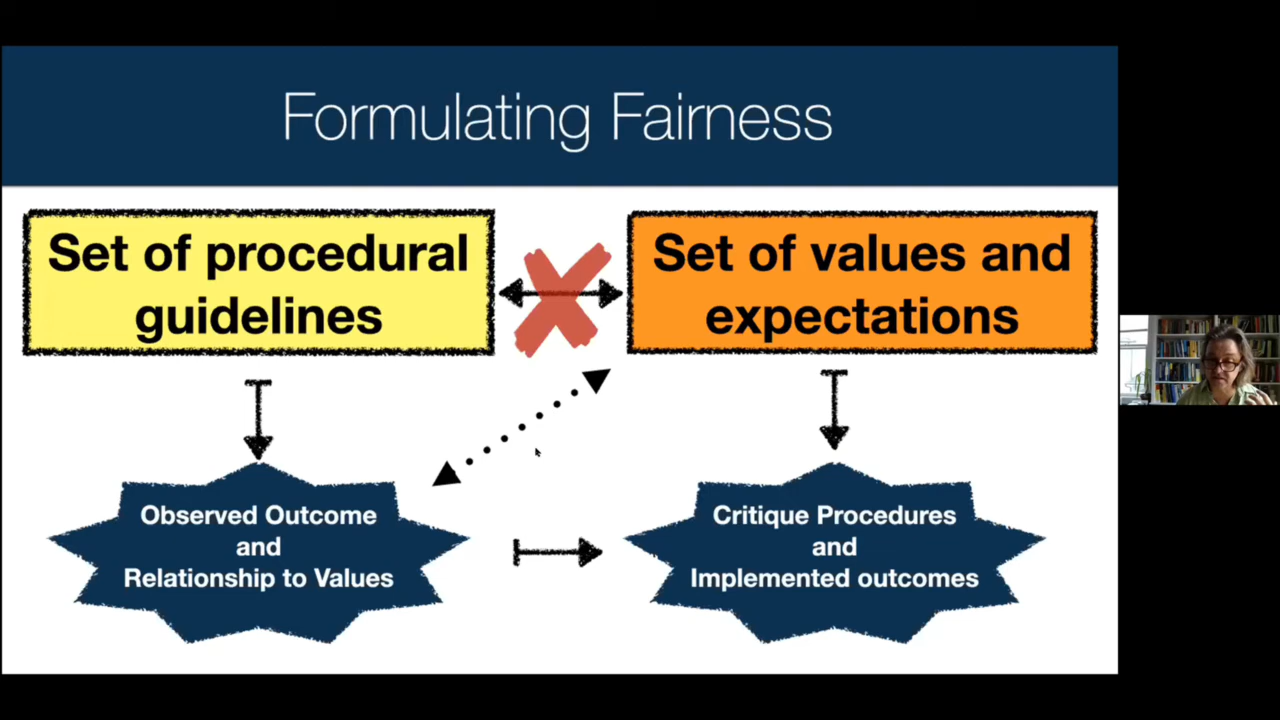 Formulating Fairness
Set of procedural
guidelines
Set of values and
expectations
Observed Outcome
and
Relationship to Values
Critique Procedures
and
Implemented outcomes